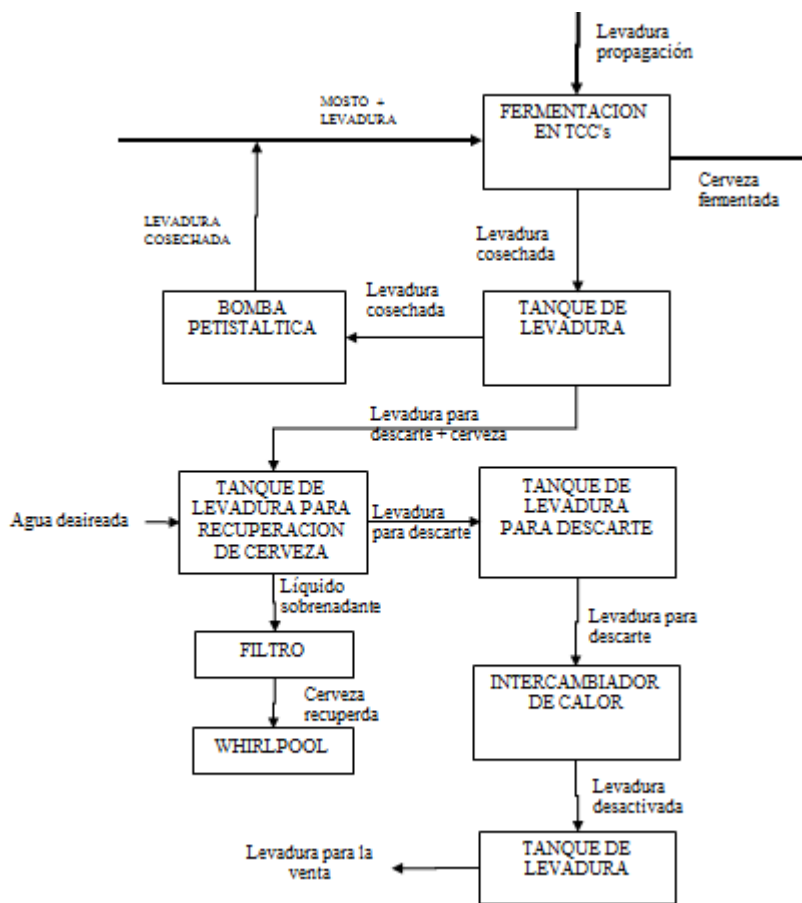 Levadura
propagación
MOSTO +
LEVADURA
FERMENTACION
EN TCC's
Cerveza
fermentada
LEVADURA
COSECHADA
Levadura
cosechada
Levadura
cosechada
BOMBA
PETISTALTICA
TANQUE DE
LEVADURA
Levadura para
descarte + cerveza
Agua deaireada
TANQUE DE
LEVADURA PARA
RECUPERACION
DE CERVEZA
Levadura
para descarte
TANQUE DE
LEVADURA
PARA DESCARTE
Líquido
sobrenadante
Levadura para
descarte
FILTRO
Cerveza
recuperda
INTERCAMBIADOR
DE CALOR
WHIRLPOOL
Levadura
desactivada
Levadura para la
venta
TANQUE DE
LEVADURA